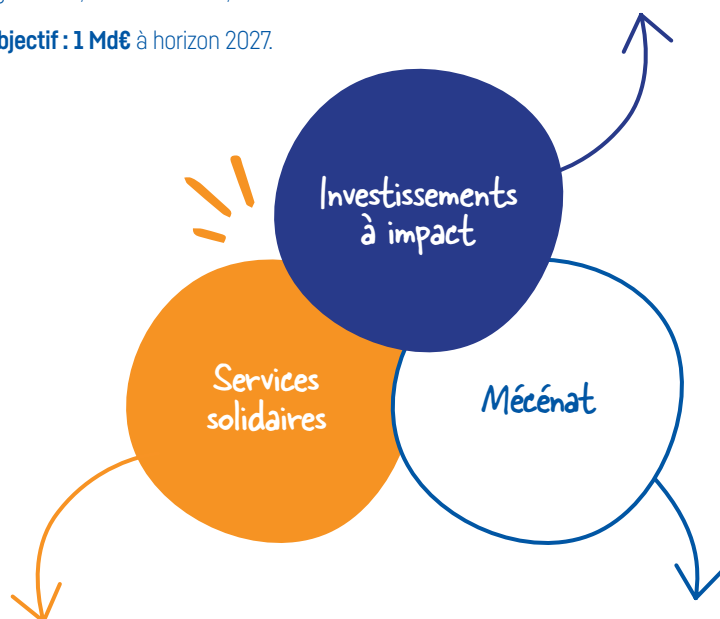 bjectif : 1 Md€ à horizon 2027.
Investissements
à impact
Services
solidaires
Mécénat